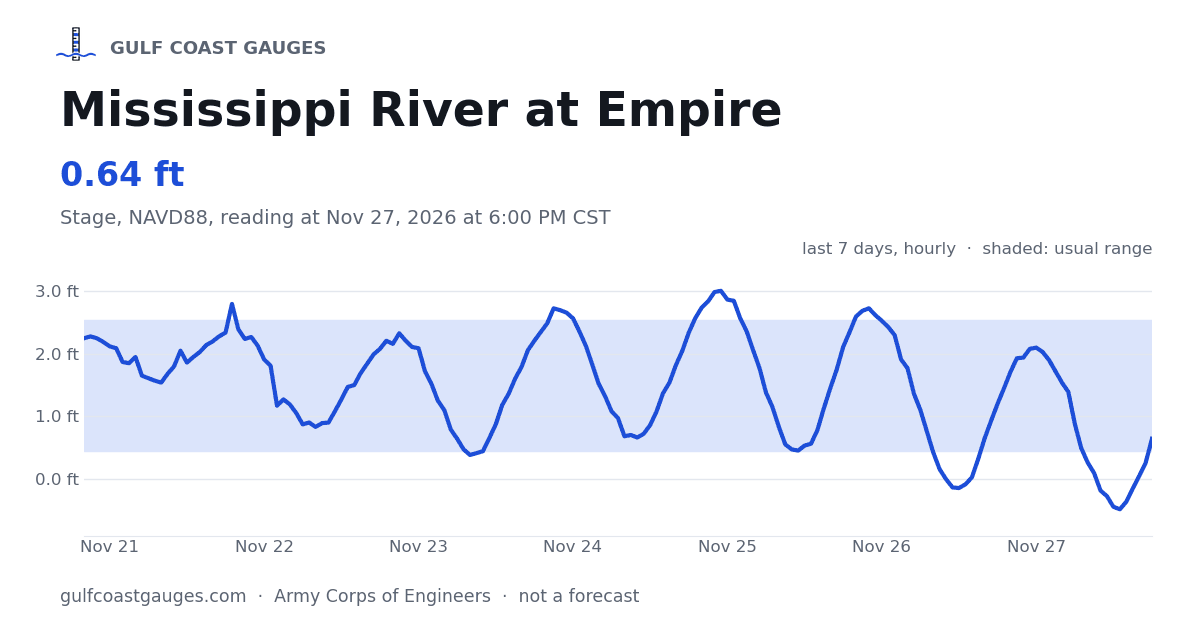 GULF COAST GAUGES
Mississippi River at Empire
0.64 ft
Stage, NAVD88, reading at Nov 27, 2026 at 6:00 PM CST
last 7 days, hourly · shaded: usual range
3.0 ft
2.0 ft
1.0 ft
0.0 ft
Nov 21 Nov 22 Nov 23 Nov 24 Nov 25 Nov 26 Nov 27
gulfcoastgauges.com · Army Corps of Engineers · not a forecast